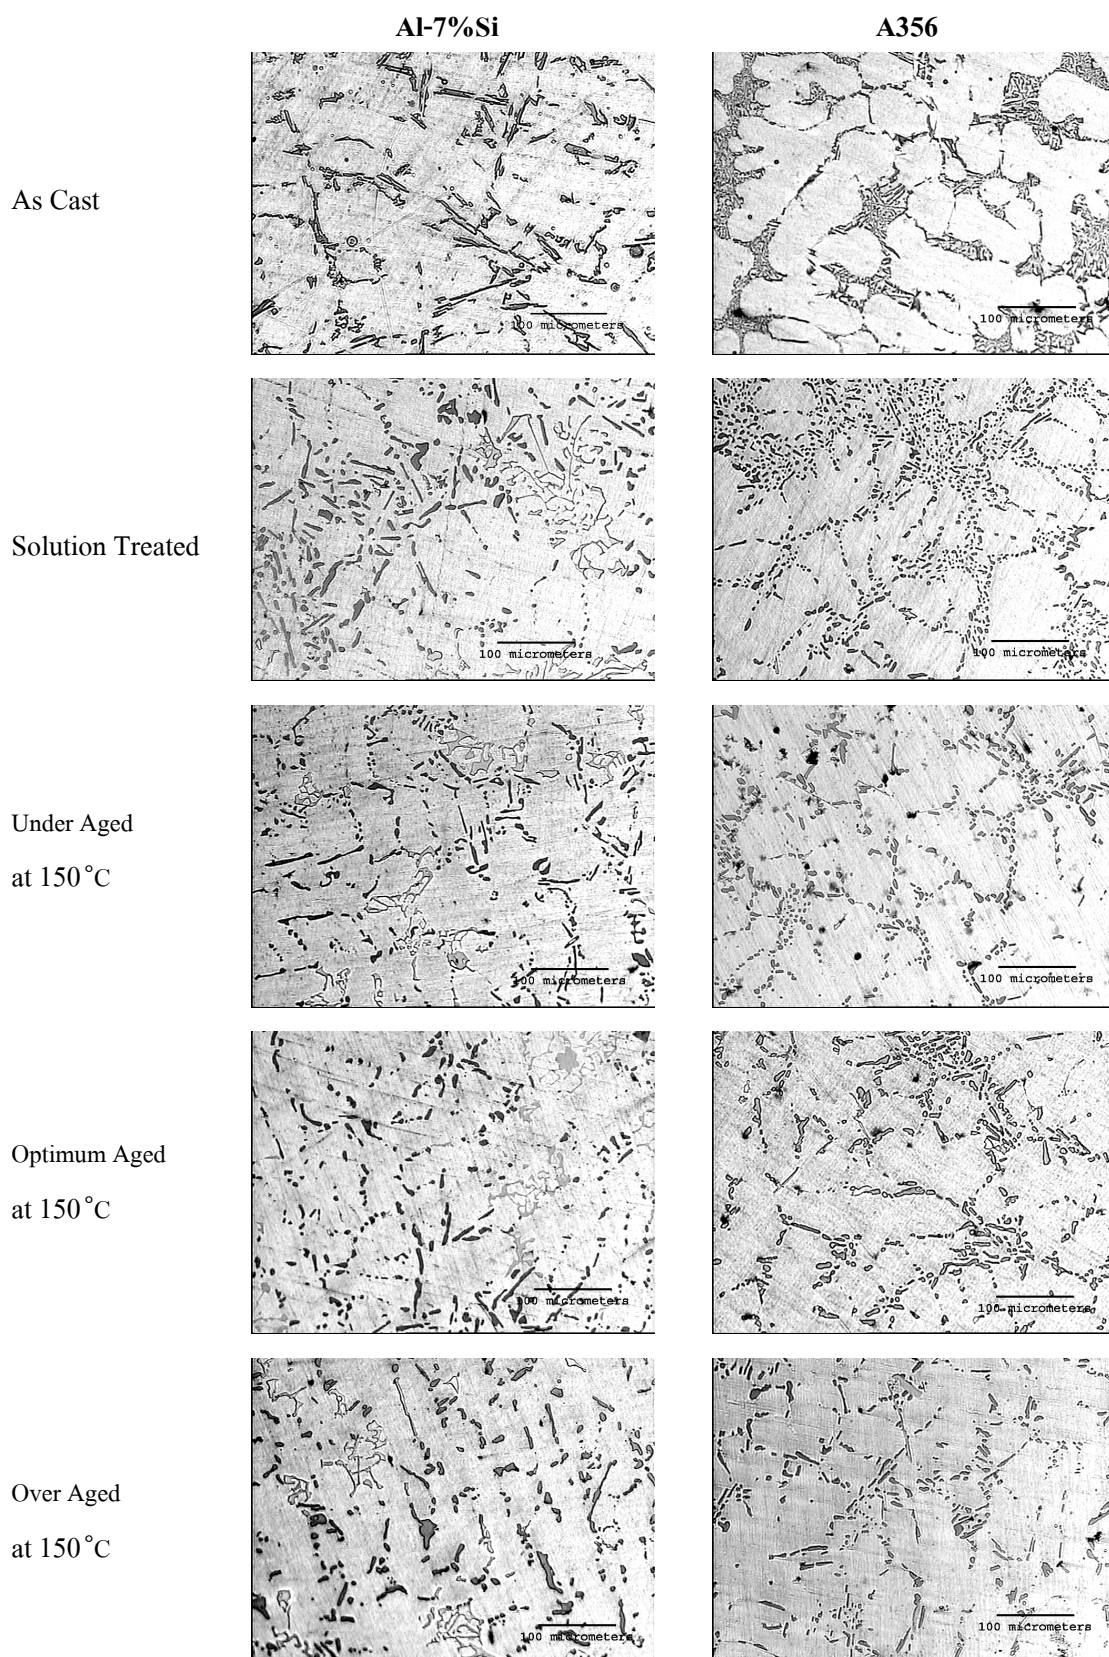 Al-7%Si
A356
As Cast
100 micrometers
100 micrometers
Solution Treated
100 micrometers
100 micrometers
Under Aged
at 150°C
100 micrometers
100 micrometers
Optimum Aged
at 150°C
100 micrometers
100 micrometers
Over Aged
at 150°C
100 micrometers
100 micrometers